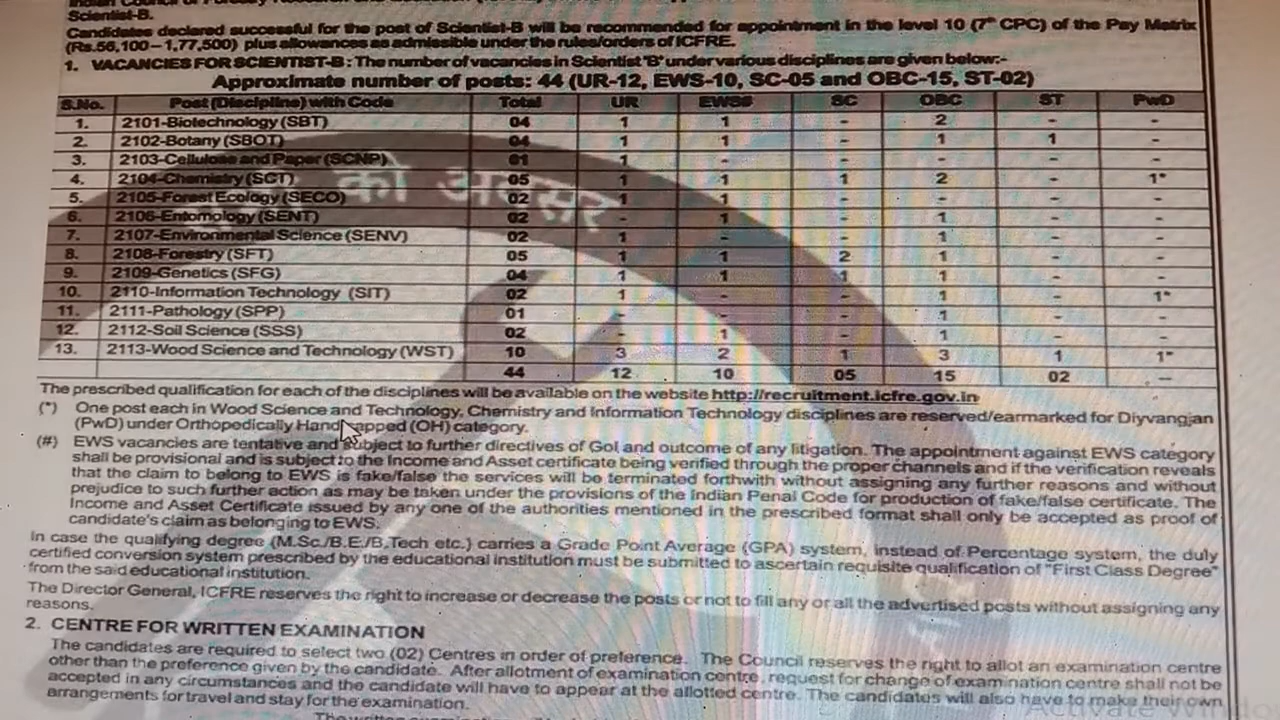 Scientist-B.
Candidates declared successful for the post of Scientist-B will be recommended for appointment in the level 10 (7th CPC) of the Pay Matrix
(Rs.56,100–1,77,500) plus allowances as admissible under the rules/orders of ICFRE.
1. VACANCIES FOR SCIENTIST-B : The number of vacancies in Scientist 'B' under various disciplines are given below:-
Approximate number of posts: 44 (UR-12, EWS-10, SC-05 and OBC-15, ST-02)
S.No. Post (Discipline) with Code Total UR EWS# SC OBC ST PwD
1. 2101-Biotechnology (SBT) 04 1 1 - 2 - -
2. 2102-Botany (SBOT) 04 1 1 - 1 1 -
3. 2103-Cellulose and Paper (SCNP) 01 1 - - - - -
4. 2104-Chemistry (SCT) 05 1 1 1 2 - 1*
5. 2105-Forest Ecology (SECO) 02 1 1 - - - -
6. 2106-Entomology (SENT) 02 - 1 - 1 - -
7. 2107-Environmental Science (SENV) 02 1 - - 1 - -
8. 2108-Forestry (SFT) 05 1 1 2 1 - -
9. 2109-Genetics (SFG) 04 1 1 1 1 - -
10. 2110-Information Technology (SIT) 02 1 - - 1 - 1*
11. 2111-Pathology (SPP) 01 - - - 1 - -
12. 2112-Soil Science (SSS) 02 - 1 - 1 - -
13. 2113-Wood Science and Technology (WST) 10 3 2 1 3 1 1*
44 12 10 05 15 02 —
को अवसर
The prescribed qualification for each of the disciplines will be available on the website http://recruitment.icfre.gov.in
(*) One post each in Wood Science and Technology, Chemistry and Information Technology disciplines are reserved/earmarked for Diyvangjan
(PwD) under Orthopedically Hand apped (OH) category.
(#) EWS vacancies are tentative and subject to further directives of GoI and outcome of any litigation. The appointment against EWS category
shall be provisional and is subject to the Income and Asset certificate being verified through the proper channels and if the verification reveals
that the claim to belong to EWS is fake/false the services will be terminated forthwith without assigning any further reasons and without
prejudice to such further action as may be taken under the provisions of the Indian Penal Code for production of fake/false certificate. The
Income and Asset Certificate issued by any one of the authorities mentioned in the prescribed format shall only be accepted as proof of
candidate's claim as belonging to EWS.
In case the qualifying degree (M.Sc./B.E./B.Tech etc.) carries a Grade Point Average (GPA) system, instead of Percentage system, the duly
certified conversion system prescribed by the educational institution must be submitted to ascertain requisite qualification of "First Class Degree"
from the said educational institution.
The Director General, ICFRE reserves the right to increase or decrease the posts or not to fill any or all the advertised posts without assigning any
reasons.
2. CENTRE FOR WRITTEN EXAMINATION
The candidates are required to select two (02) Centres in order of preference. The Council reserves the right to allot an examination centre
other than the preference given by the candidate. After allotment of examination centre, request for change of examination centre shall not be
accepted in any circumstances and the candidate will have to appear at the allotted centre. The candidates will also have to make their own
arrangements for travel and stay for the examination.